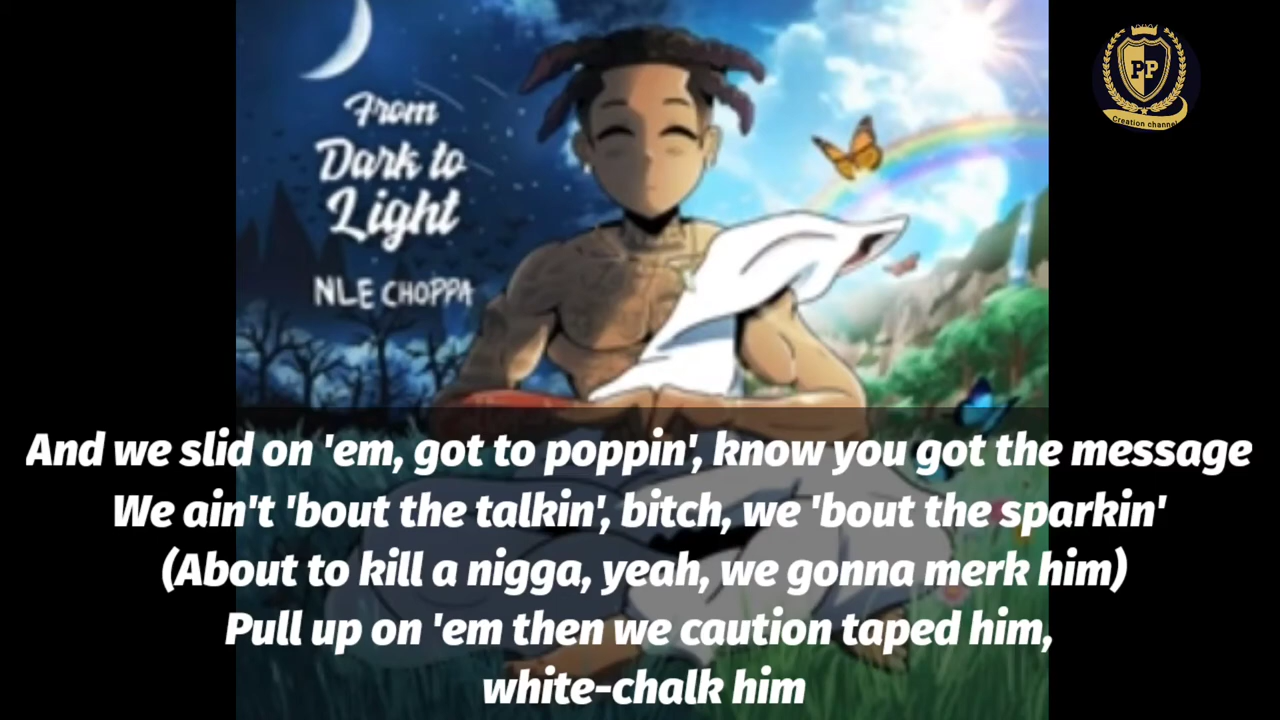 From
Dark to
Light
NLE CHOPPA
PP
Creation channel
And we slid on 'em, got to poppin', know you got the message
We ain't 'bout the talkin', bitch, we 'bout the sparkin'
(About to kill a nigga, yeah, we gonna merk him)
Pull up on 'em then we caution taped him,
white-chalk him